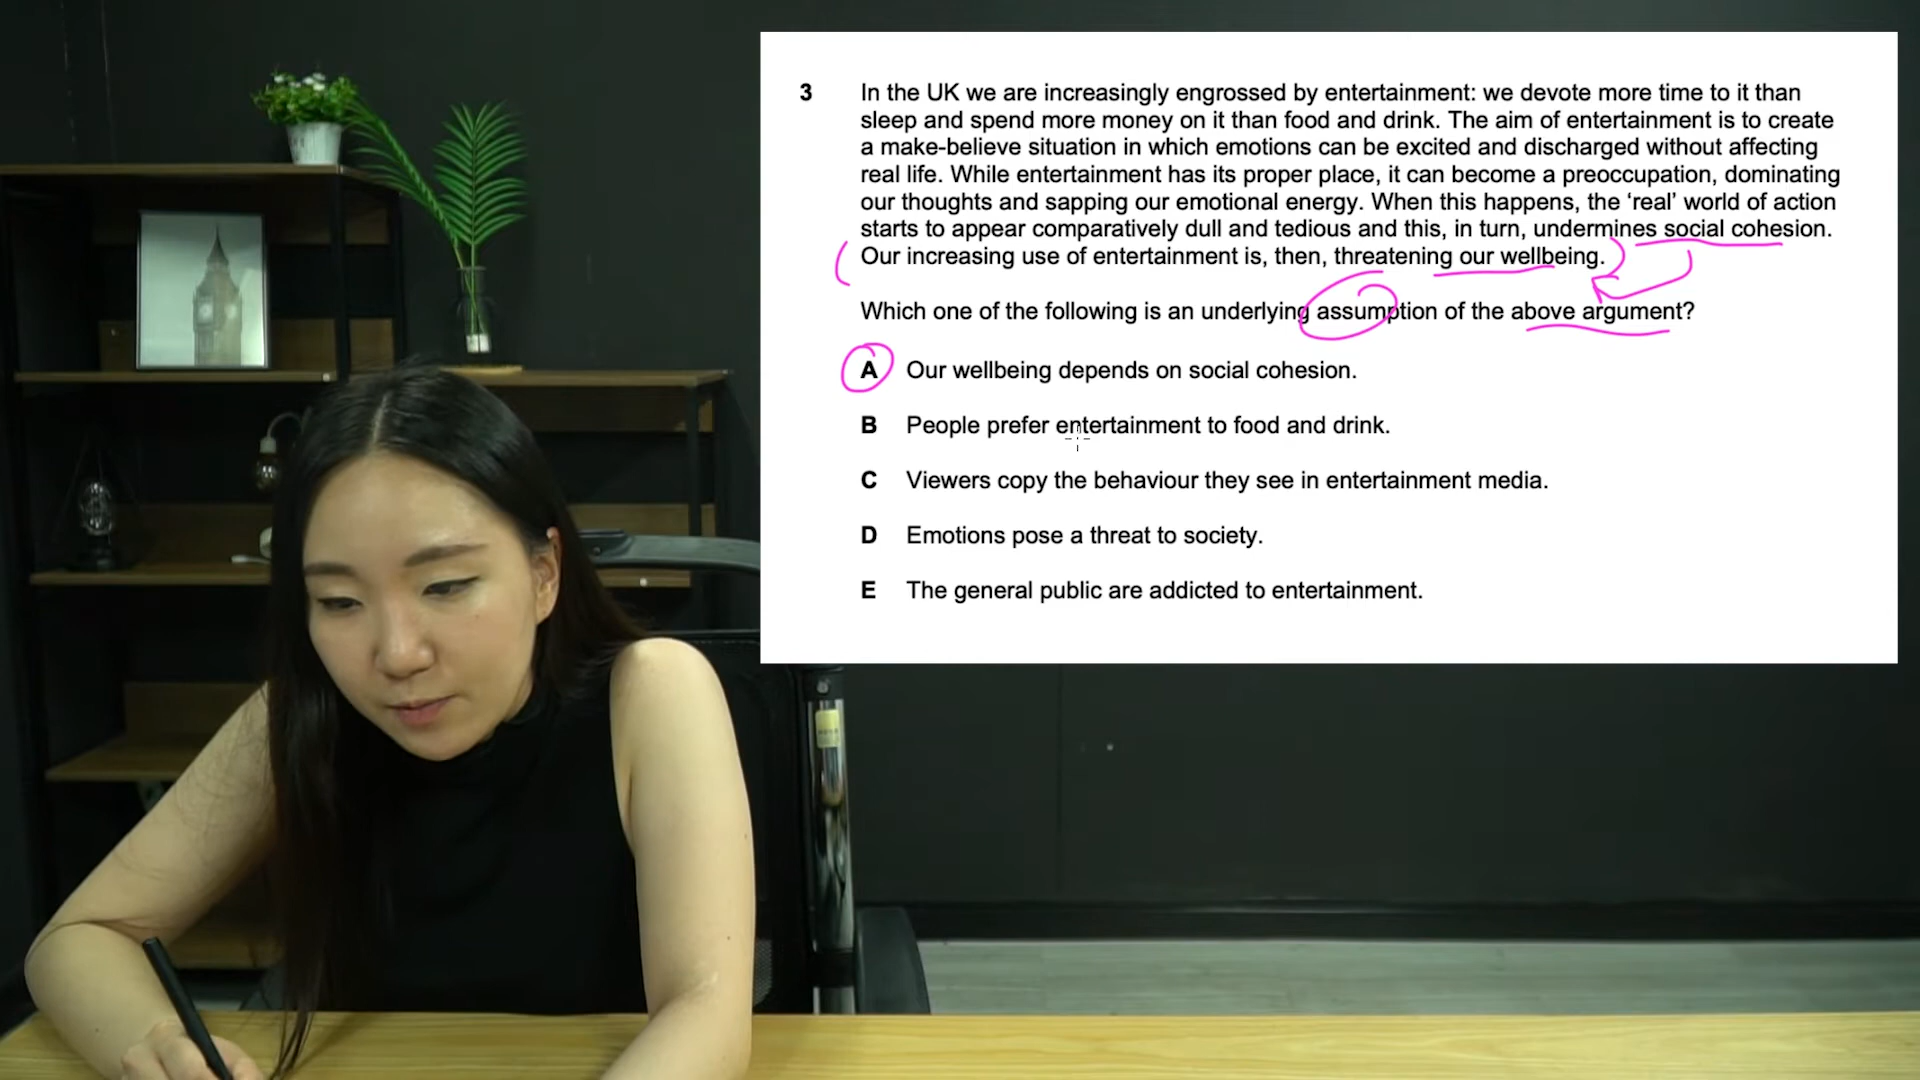 3 In the UK we are increasingly engrossed by entertainment: we devote more time to it than
sleep and spend more money on it than food and drink. The aim of entertainment is to create
a make-believe situation in which emotions can be excited and discharged without affecting
real life. While entertainment has its proper place, it can become a preoccupation, dominating
our thoughts and sapping our emotional energy. When this happens, the ‘real’ world of action
starts to appear comparatively dull and tedious and this, in turn, undermines social cohesion.
Our increasing use of entertainment is, then, threatening our wellbeing.
Which one of the following is an underlying assumption of the above argument?
A Our wellbeing depends on social cohesion.
B People prefer entertainment to food and drink.
C Viewers copy the behaviour they see in entertainment media.
D Emotions pose a threat to society.
E The general public are addicted to entertainment.